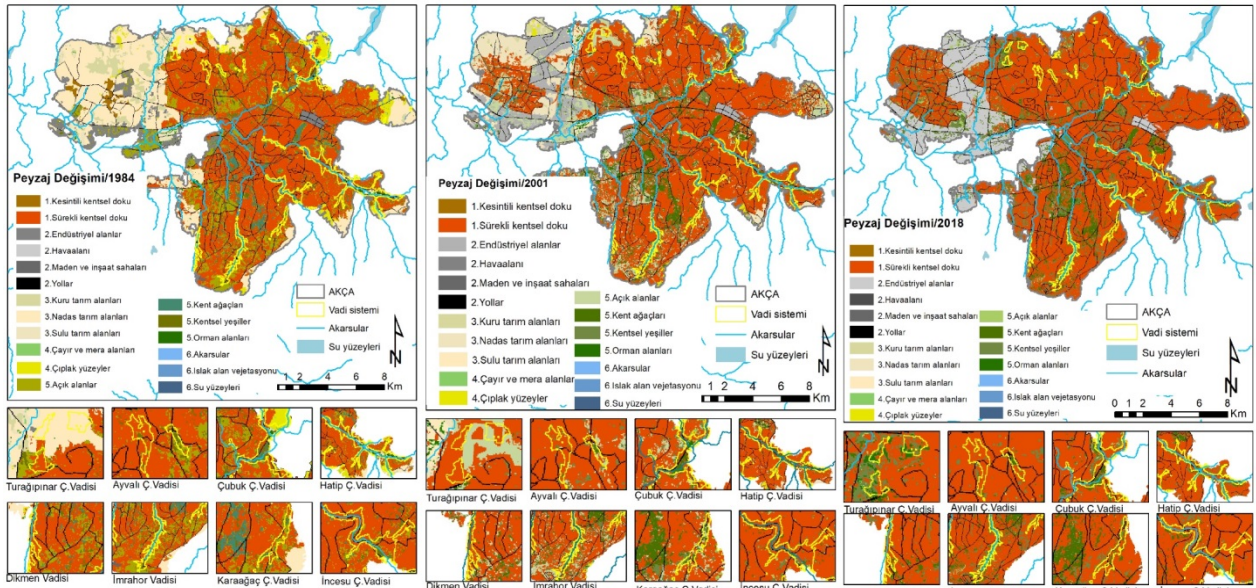 Peyzaj Değişimi/1984
1.Kesintili kentsel doku
1.Sürekli kentsel doku
2.Endüstriyel alanlar
2.Havaalanı
2.Maden ve inşaat sahaları
2.Yollar
3.Kuru tarım alanları
3.Nadas tarım alanları
3.Sulu tarım alanları
4.Çayır ve mera alanları
4.Çıplak yüzeyler
5.Açık alanlar
5.Kent ağaçları
5.Kentsel yeşiller
5.Orman alanları
6.Akarsular
6.Islak alan vejetasyonu
6.Su yüzeyleri
AKÇA
Vadi sistemi
Akarsular
Su yüzeyleri
N
0 1 2 4 6 8
Km
Turağıpınar Ç.Vadisi
Ayvalı Ç.Vadisi
Çubuk Ç.Vadisi
Hatip Ç.Vadisi
Dikmen Vadisi
İmrahor Vadisi
Karaağaç Ç.Vadisi
İncesu Ç.Vadisi
Peyzaj Değişimi/2001
1.Kesintili kentsel doku
1.Sürekli kentsel doku
2.Endüstriyel alanlar
2.Havaalanı
2.Maden ve inşaat sahaları
2.Yollar
3.Kuru tarım alanları
3.Nadas tarım alanları
3.Sulu tarım alanları
4.Çayır ve mera alanlar
4.Çıplak yüzeyler
5.Açık alanlar
5.Kent ağaçları
5.Kentsel yeşiller
5.Orman alanları
6.Akarsular
6.Islak alan vejetasyonu
6.Su yüzeyleri
AKÇA
Vadi sistemi
Akarsular
Su yüzeyleri
N
0 1 2 4 6 8
Km
Turağıpınar Ç.Vadisi
Ayvalı Ç.Vadisi
Çubuk Ç.Vadisi
Hatip Ç.Vadisi
Dikmen Vadisi
İmrahor Vadisi
Karaağaç Ç.Vadisi
İncesu Ç.Vadisi
Peyzaj Değişimi/2018
1.Kesintili kentsel doku
1.Sürekli kentsel doku
2.Endüstriyel alanlar
2.Havaalanı
2.Maden ve inşaat sahaları
2.Yollar
3.Kuru tarım alanları
3.Nadas tarım alanları
3.Sulu tarım alanları
4.Çayır ve mera alanları
4.Çıplak yüzeyler
5.Açık alanlar
5.Kent ağaçları
5.Kentsel yeşiller
5.Orman alanları
6.Akarsular
6.Islak alan vejetasyonu
6.Su yüzeyleri
AKÇA
Vadi sistemi
Su yüzeyleri
Akarsular
N
0 1 2 4 6 8
Km
Turağıpınar Ç.Vadisi
Ayvalı Ç.Vadisi
Çubuk Ç.Vadisi
Hatip Ç.Vadisi